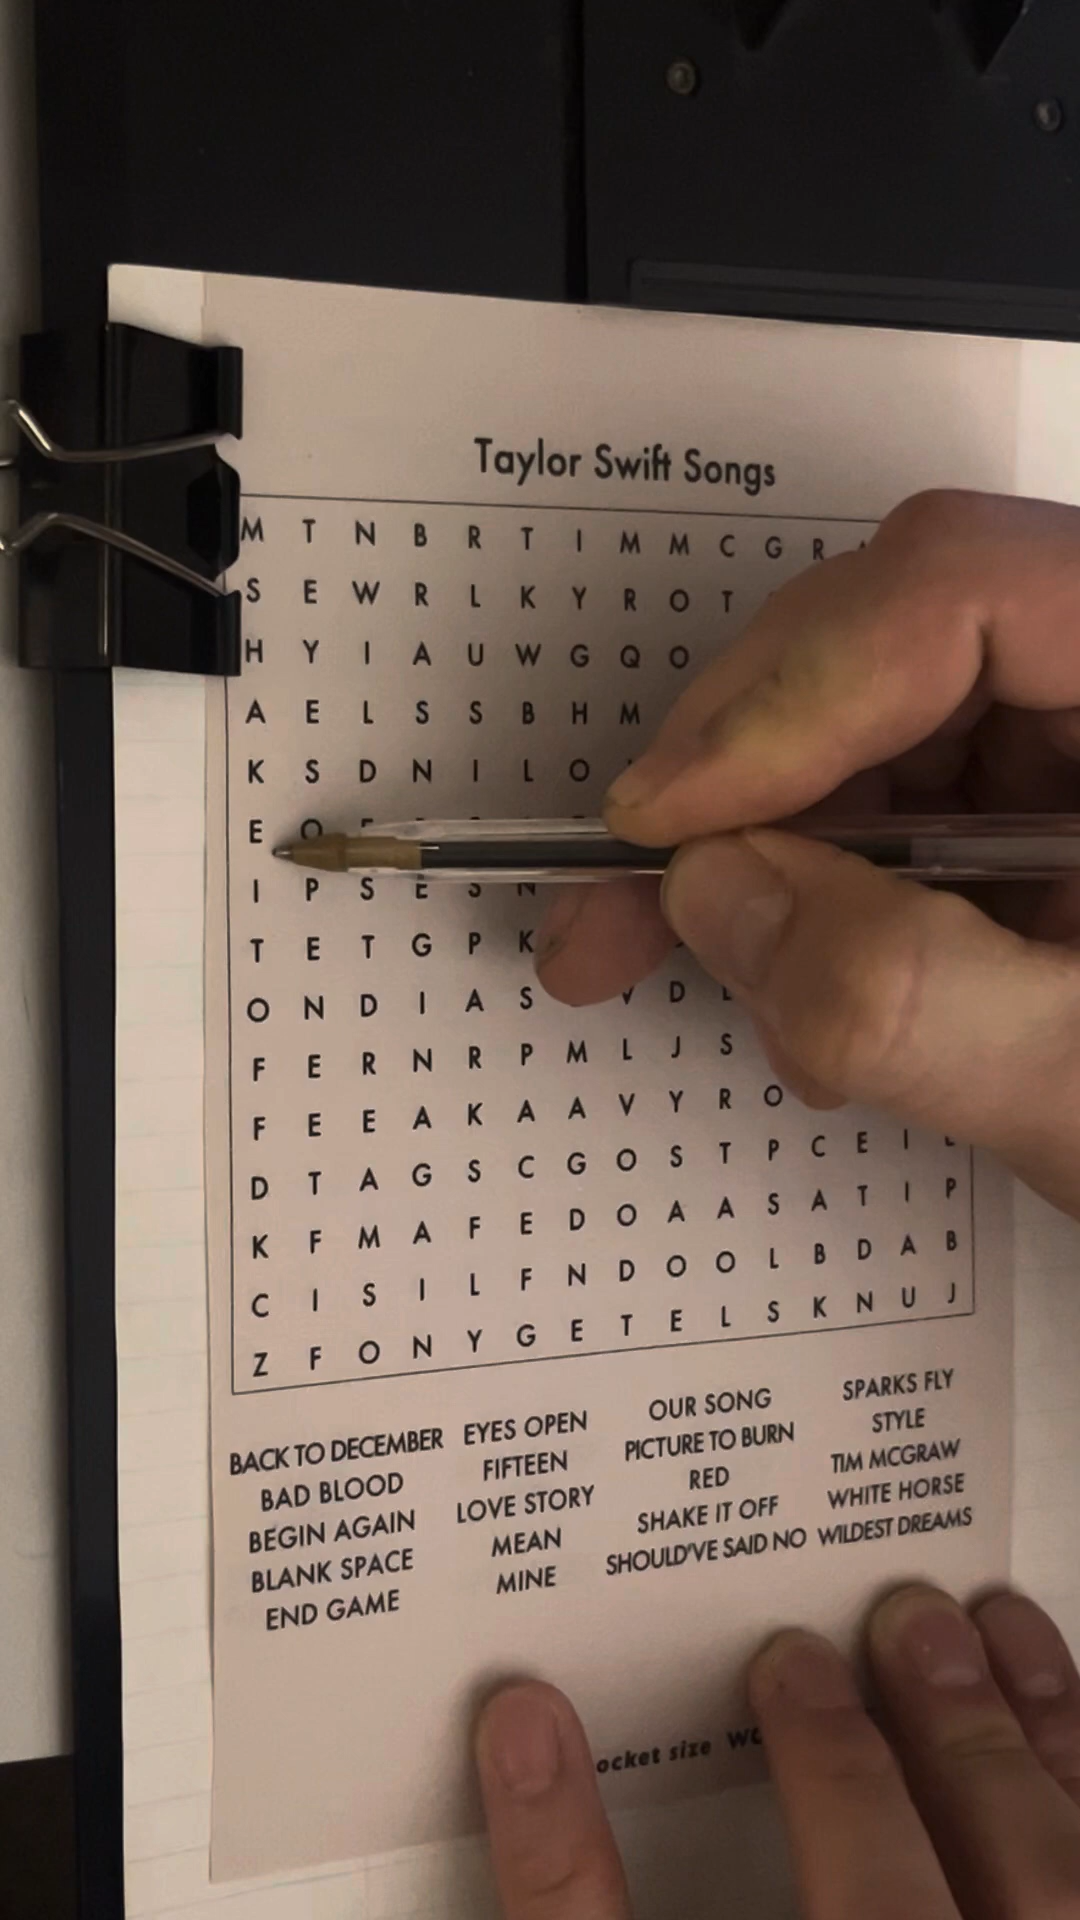 Taylor Swift Songs
M T N B R T I M M C G R
S E W R L K Y R O T
H Y I A U W G Q O
A E L S S B H M
K S D N I L O
E O
I P S E S N
T E T G P K
O N D I A S V D L
F E R N R P M L J S
F E E A K A A V Y R O
D T A G S C G O S T P C E I L
K F M A F E D O A A S A T I P
C I S I L F N D O O L B D A B
Z F O N Y G E T E L S K N U J
BACK TO DECEMBER EYES OPEN OUR SONG SPARKS FLY
BAD BLOOD FIFTEEN PICTURE TO BURN STYLE
BEGIN AGAIN LOVE STORY RED TIM MCGRAW
BLANK SPACE MEAN SHAKE IT OFF WHITE HORSE
END GAME MINE SHOULD'VE SAID NO WILDEST DREAMS
size